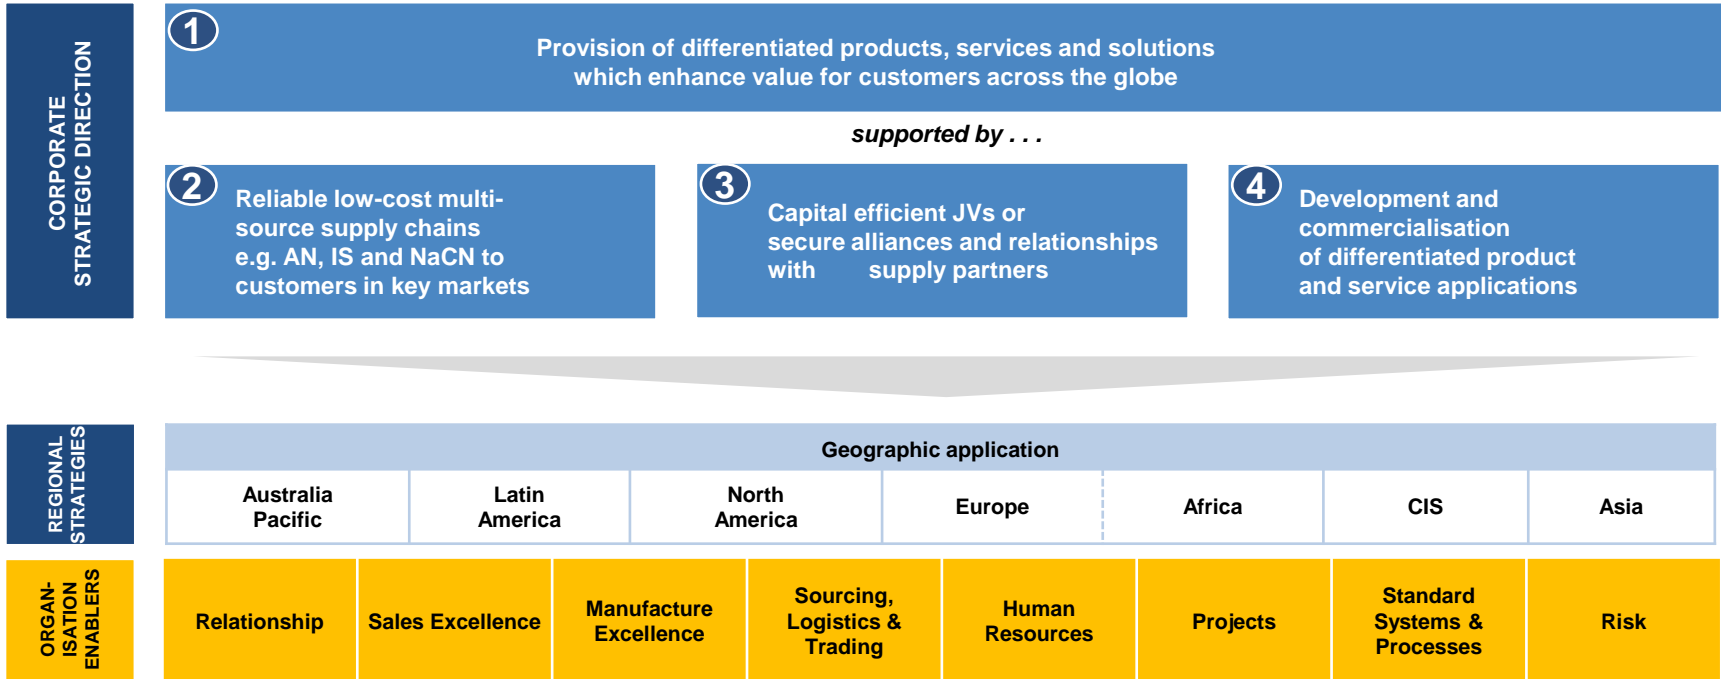 CORPORATE
STRATEGIC DIRECTION
1
Provision of differentiated products, services and solutions
which enhance value for customers across the globe
supported by . . .
2
Reliable low-cost multi-
source supply chains
e.g. AN, IS and NaCN to
customers in key markets
3
Capital efficient JVs or
secure alliances and relationships
with supply partners
4
Development and
commercialisation
of differentiated product
and service applications
REGIONAL
STRATEGIES
Geographic application
Australia
Pacific
Latin
America
North
America
Europe
Africa
CIS
Asia
ORGAN-
ISATION
ENABLERS
Relationship
Sales Excellence
Manufacture
Excellence
Sourcing,
Logistics &
Trading
Human
Resources
Projects
Standard
Systems &
Processes
Risk